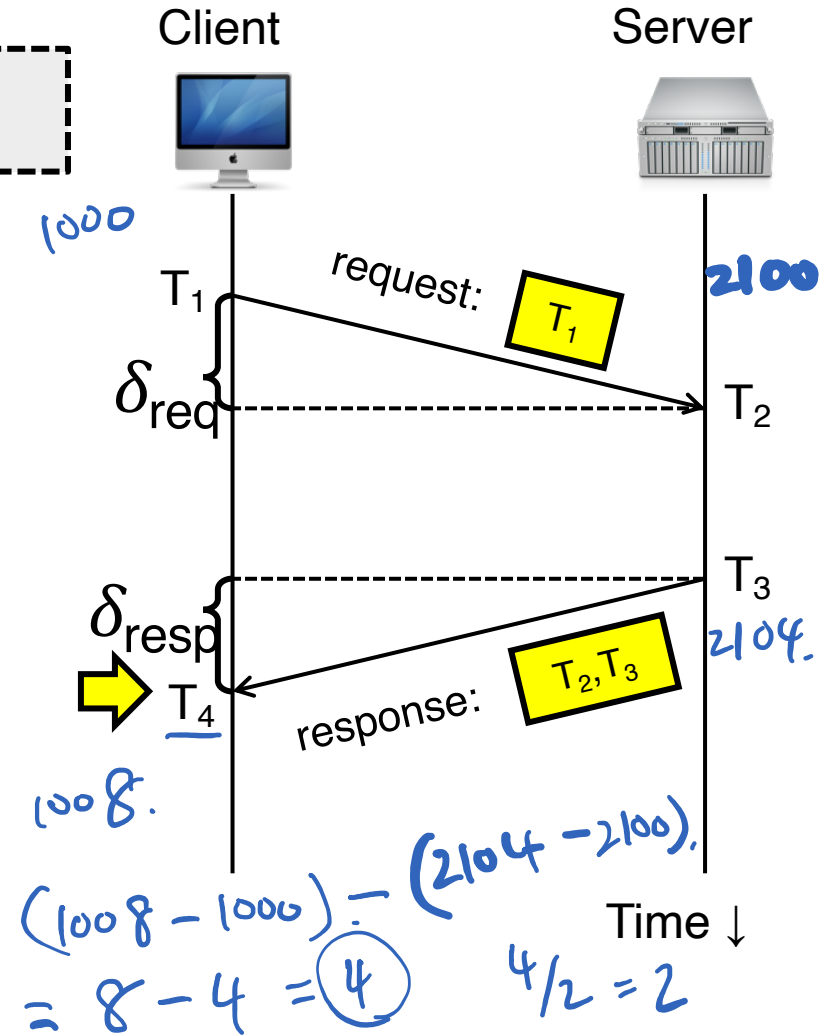 Client
Server
1000
T₁
request:
T₁
2100
δreq
T₂
δresp
T₃
2104.
T₂,T₃
response:
T₄
1008.
(1008 - 1000) - (2104 - 2100).
Time ↓
= 8 - 4 = 4
4/2 = 2